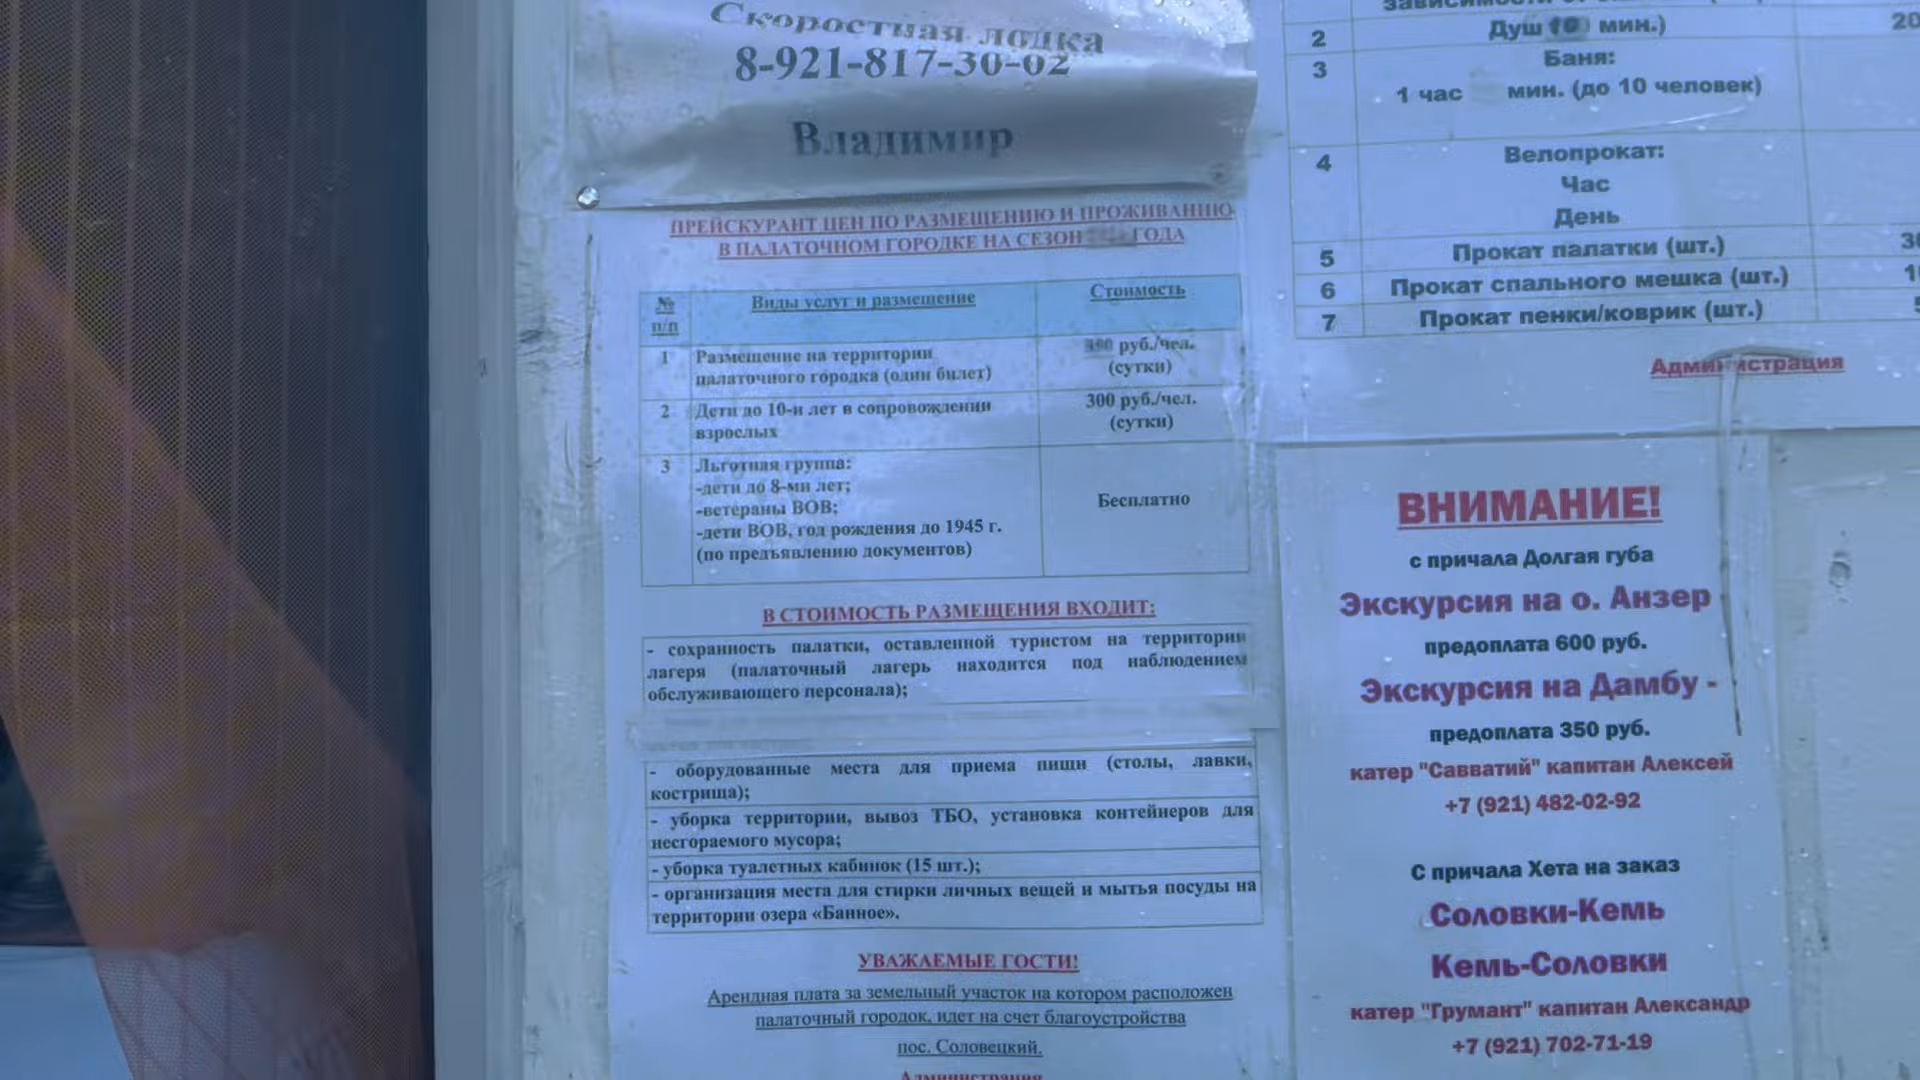 Скоростная лодка
8-921-817-30-02
Владимир
ПРЕЙСКУРАНТ ЦЕН ПО РАЗМЕЩЕНИЮ И ПРОЖИВАНИЮ
В ПАЛАТОЧНОМ ГОРОДКЕ НА СЕЗОН ГОДА
№ п/п
Виды услуг и размещение
Стоимость
1
Размещение на территории
палаточного городка (один билет)
руб./чел.
(сутки)
2
Дети до 10-и лет в сопровождении
взрослых
300 руб./чел.
(сутки)
3
Льготная группа:
-дети до 8-ми лет;
-ветераны ВОВ;
-дети ВОВ, год рождения до 1945 г.
(по предъявлению документов)
Бесплатно
В СТОИМОСТЬ РАЗМЕЩЕНИЯ ВХОДИТ:
- сохранность палатки, оставленной туристом на территории
лагеря (палаточный лагерь находится под наблюдением
обслуживающего персонала);
- оборудованные места для приема пищи (столы, лавки,
кострища);
- уборка территории, вывоз ТБО, установка контейнеров для
несгораемого мусора;
- уборка туалетных кабинок (15 шт.);
- организация места для стирки личных вещей и мытья посуды на
территории озера «Банное».
УВАЖАЕМЫЕ ГОСТИ!
Арендная плата за земельный участок на котором расположен
палаточный городок, идет на счет благоустройства
пос. Соловецкий.
Администрация
2
Душ мин.)
3
Баня:
1 час мин. (до 10 человек)
4
Велопрокат:
Час
День
5
Прокат палатки (шт.)
6
Прокат спального мешка (шт.)
7
Прокат пенки/коврик (шт.)
Администрация
ВНИМАНИЕ!
с причала Долгая губа
Экскурсия на о. Анзер
предоплата 600 руб.
Экскурсия на Дамбу -
предоплата 350 руб.
катер "Савватий" капитан Алексей
+7 (921) 482-02-92
С причала Хета на заказ
Соловки-Кемь
Кемь-Соловки
катер "Грумант" капитан Александр
+7 (921) 702-71-19